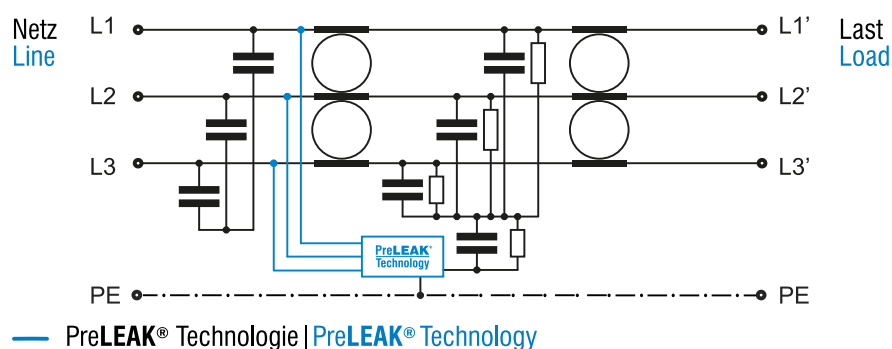 Netz
Line
L1
L1’
Last
Load
L2
L2’
L3
L3’
PreLEAK®
Technology
PE
PE
PreLEAK® Technologie | PreLEAK® Technology